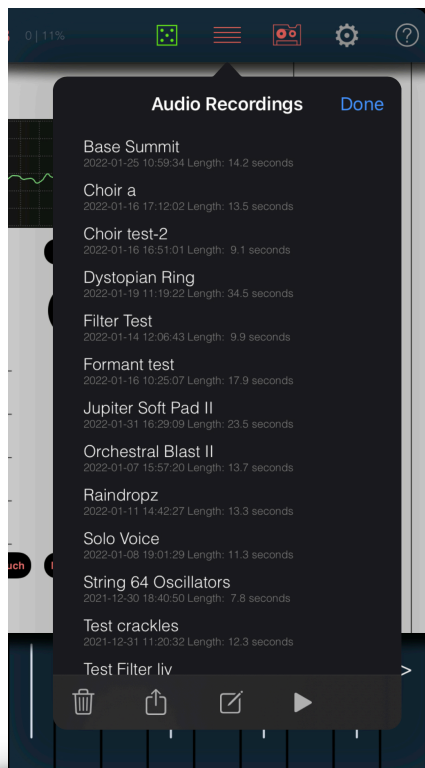 0 | 11%
?
Audio Recordings Done
Base Summit
2022-01-25 10:59:34 Length: 14.2 seconds
Choir a
2022-01-16 17:12:02 Length: 13.5 seconds
Choir test-2
2022-01-16 16:51:01 Length:  9.1 seconds
Dystopian Ring
2022-01-19 11:19:22 Length: 34.5 seconds
Filter Test
2022-01-14 12:06:43 Length:  9.9 seconds
Formant test
2022-01-16 10:25:07 Length: 17.9 seconds
Jupiter Soft Pad II
2022-01-31 16:29:09 Length: 23.5 seconds
Orchestral Blast II
2022-01-07 15:57:20 Length: 13.7 seconds
Raindropz
2022-01-11 14:42:27 Length: 13.3 seconds
Solo Voice
2022-01-08 19:01:29 Length: 11.3 seconds
uch
String 64 Oscillators
2021-12-30 18:40:50 Length:  7.8 seconds
Test crackles
2021-12-31 11:20:32 Length: 12.3 seconds
Test Filter liv
>